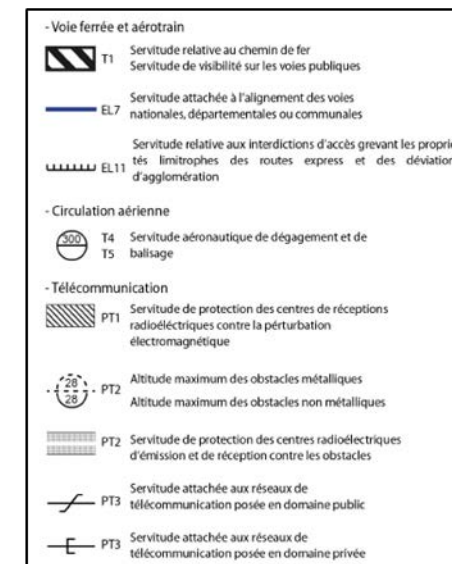 - Voie ferrée et aérotrain
T1 Servitude relative au chemin de fer
Servitude de visibilité sur les voies publiques
EL7 Servitude attachée à l'alignement des voies
nationales, départementales ou communales
Servitude relative aux interdictions d'accès grevant les proprié
EL11 tés limitrophes des routes express et des déviation
d'agglomération
- Circulation aérienne
300 T4 Servitude aéronautique de dégagement et de
T5 balisage
- Télécommunication
PT1 Servitude de protection des centres de réceptions
radioéléctriques contre la pérturbation
électromagnétique
28 Altitude maximum des obstacles métalliques
PT2
28 Altitude maximum des obstacles non métalliques
PT2 Servitude de protection des centres radioélectriques
d'émission et de réception contre les obstacles
Servitude attachée aux réseaux de
PT3 télécommunication posée en domaine public
Servitude attachée aux réseaux de
PT3 télécommunication posée en domaine privée